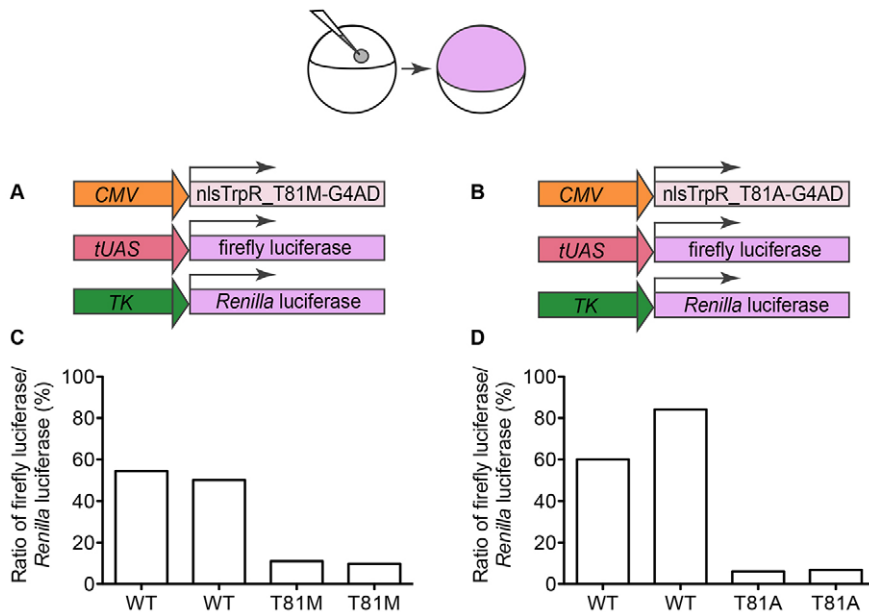 A
CMV
nlsTrpR_T81M-G4AD
tUAS
firefly luciferase
TK
Renilla luciferase
B
CMV
nlsTrpR_T81A-G4AD
tUAS
firefly luciferase
TK
Renilla luciferase
C
Ratio of firefly luciferase/
Renilla luciferase (%)
100
80
60
40
20
0
WT WT T81M T81M
D
Ratio of firefly luciferase/
Renilla luciferase (%)
100
80
60
40
20
0
WT WT T81A T81A